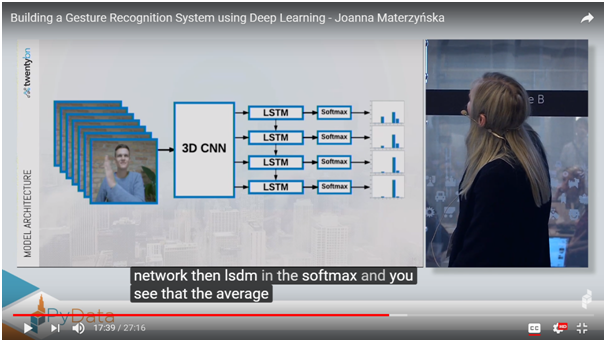 Building a Gesture Recognition System using Deep Learning - Joanna Materzyńska
twentybn
MODEL ARCHITECTURE
3D CNN
LSTM
Softmax
LSTM
Softmax
LSTM
Softmax
LSTM
Softmax
e B
network then lsdm in the softmax and you
see that the average
PyData
17:39 / 27:16
CC
HD